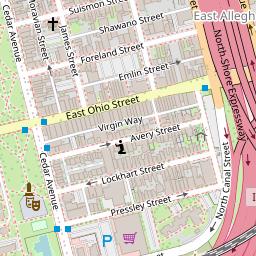 Suismon Street
East Allegh
Shawano Street
Cedar Avenue
Moravian Street
James Street
Foreland Street
Emlin Street
North Shore Expressway
East Ohio Street
Virgin Way
Avery Street
Lockhart Street
Cedar Avenue
Pressley Street
North Canal Street
P